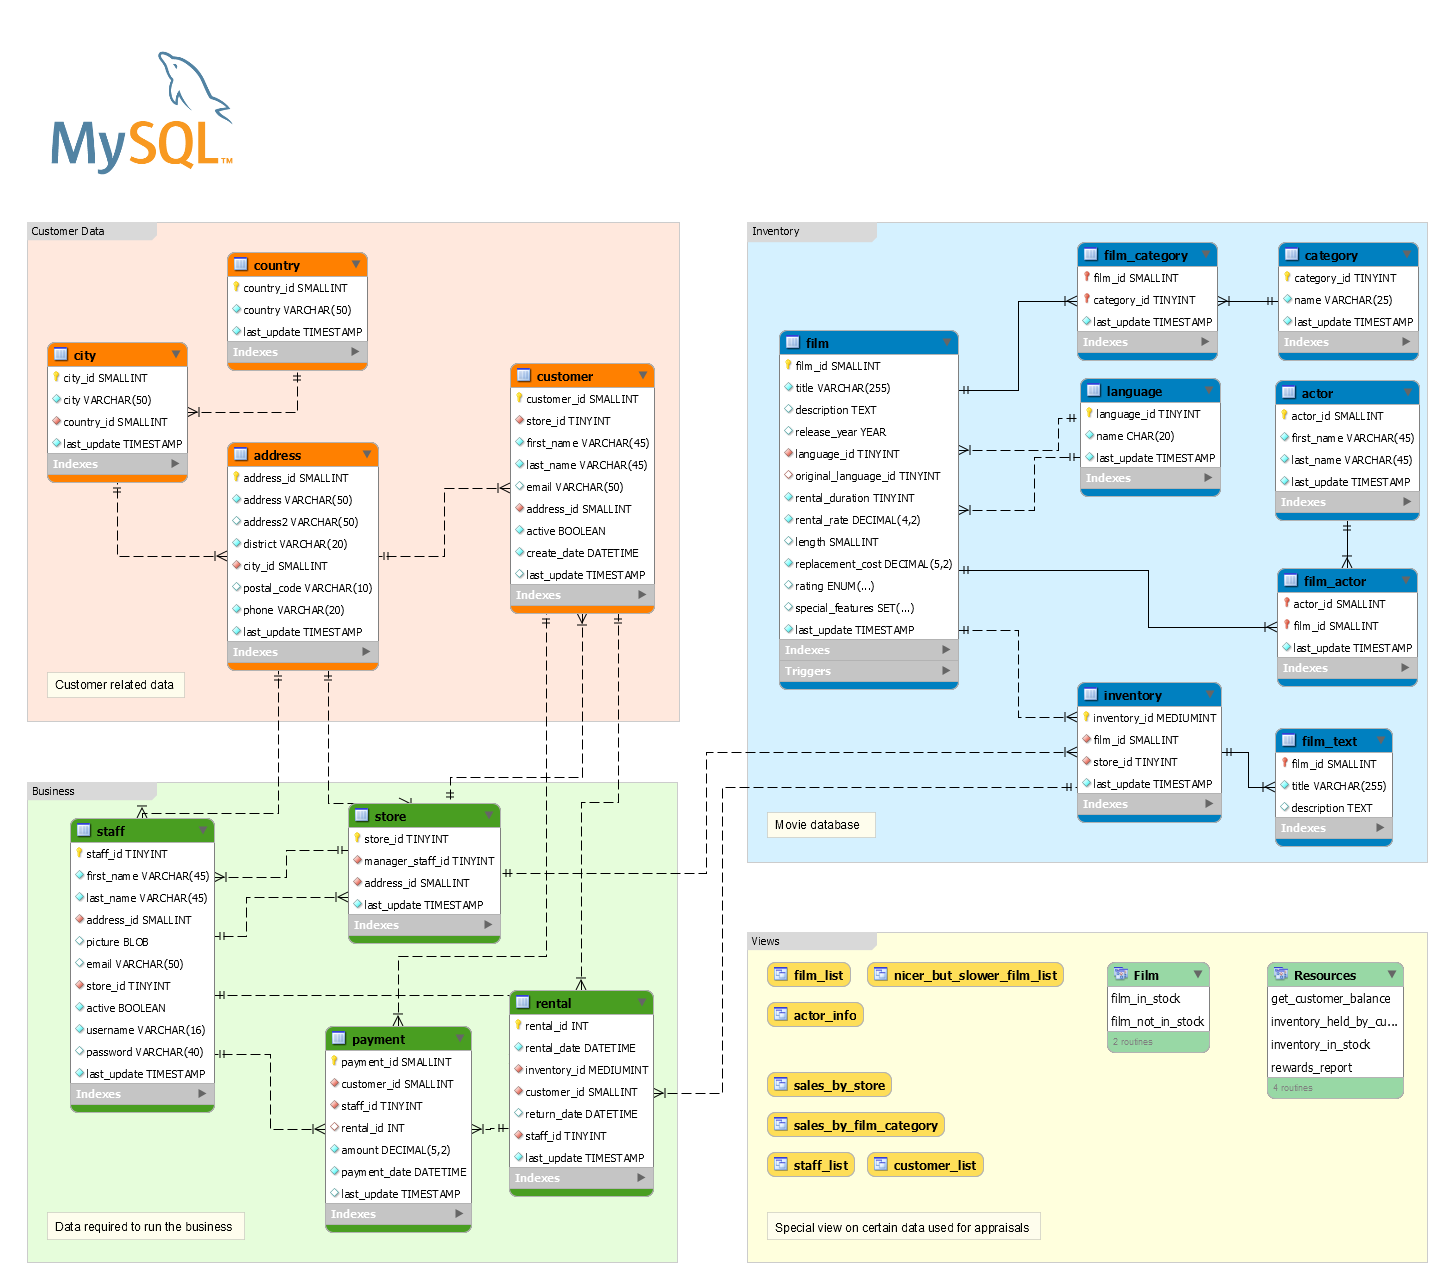 MySQL™
Customer Data
country
country_id SMALLINT
country VARCHAR(50)
last_update TIMESTAMP
Indexes
city
city_id SMALLINT
city VARCHAR(50)
country_id SMALLINT
last_update TIMESTAMP
Indexes
address
address_id SMALLINT
address VARCHAR(50)
address2 VARCHAR(50)
district VARCHAR(20)
city_id SMALLINT
postal_code VARCHAR(10)
phone VARCHAR(20)
last_update TIMESTAMP
Indexes
customer
customer_id SMALLINT
store_id TINYINT
first_name VARCHAR(45)
last_name VARCHAR(45)
email VARCHAR(50)
address_id SMALLINT
active BOOLEAN
create_date DATETIME
last_update TIMESTAMP
Indexes
Customer related data
Inventory
film
film_id SMALLINT
title VARCHAR(255)
description TEXT
release_year YEAR
language_id TINYINT
original_language_id TINYINT
rental_duration TINYINT
rental_rate DECIMAL(4,2)
length SMALLINT
replacement_cost DECIMAL(5,2)
rating ENUM(...)
special_features SET(...)
last_update TIMESTAMP
Indexes
Triggers
film_category
film_id SMALLINT
category_id TINYINT
last_update TIMESTAMP
Indexes
category
category_id TINYINT
name VARCHAR(25)
last_update TIMESTAMP
Indexes
language
language_id TINYINT
name CHAR(20)
last_update TIMESTAMP
Indexes
actor
actor_id SMALLINT
first_name VARCHAR(45)
last_name VARCHAR(45)
last_update TIMESTAMP
Indexes
film_actor
actor_id SMALLINT
film_id SMALLINT
last_update TIMESTAMP
Indexes
inventory
inventory_id MEDIUMINT
film_id SMALLINT
store_id TINYINT
last_update TIMESTAMP
Indexes
film_text
film_id SMALLINT
title VARCHAR(255)
description TEXT
Indexes
Movie database
Business
staff
staff_id TINYINT
first_name VARCHAR(45)
last_name VARCHAR(45)
address_id SMALLINT
picture BLOB
email VARCHAR(50)
store_id TINYINT
active BOOLEAN
username VARCHAR(16)
password VARCHAR(40)
last_update TIMESTAMP
Indexes
store
store_id TINYINT
manager_staff_id TINYINT
address_id SMALLINT
last_update TIMESTAMP
Indexes
payment
payment_id SMALLINT
customer_id SMALLINT
staff_id TINYINT
rental_id INT
amount DECIMAL(5,2)
payment_date DATETIME
last_update TIMESTAMP
Indexes
rental
rental_id INT
rental_date DATETIME
inventory_id MEDIUMINT
customer_id SMALLINT
return_date DATETIME
staff_id TINYINT
last_update TIMESTAMP
Indexes
Data required to run the business
Views
film_list
nicer_but_slower_film_list
actor_info
sales_by_store
sales_by_film_category
staff_list
customer_list
Film
film_in_stock
film_not_in_stock
2 routines
Resources
get_customer_balance
inventory_held_by_cu...
inventory_in_stock
rewards_report
4 routines
Special view on certain data used for appraisals